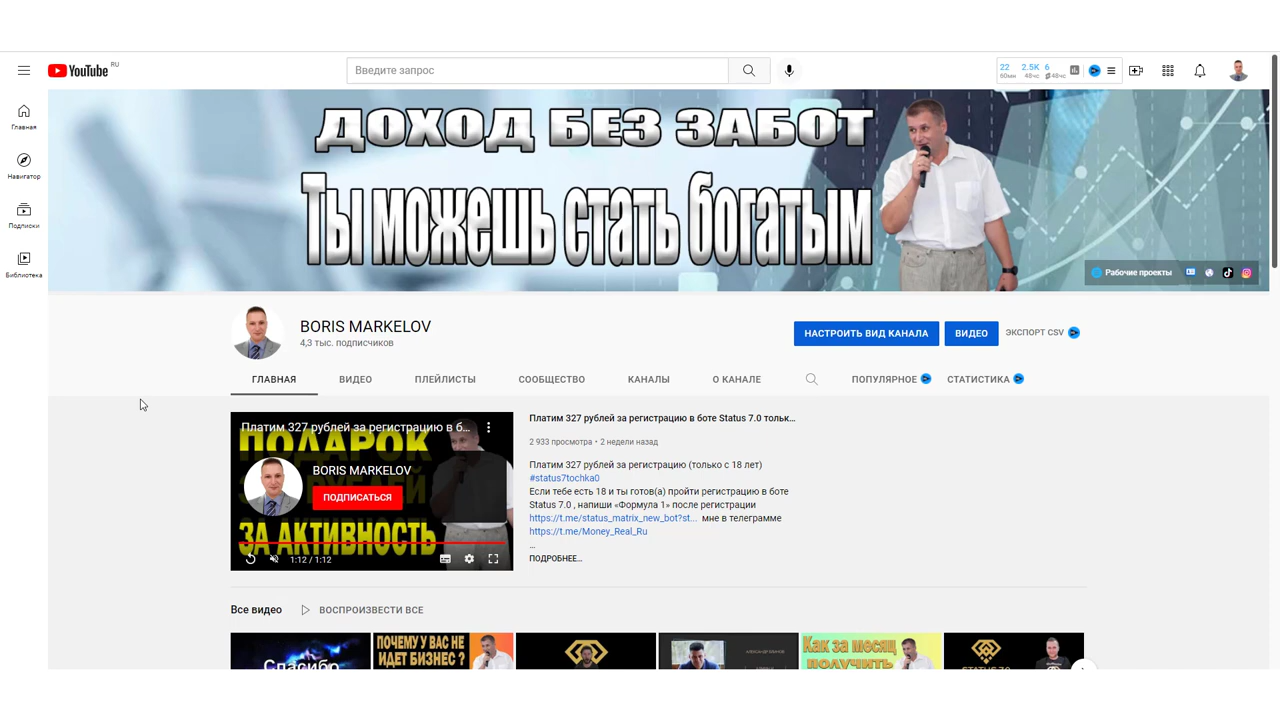 YouTube RU
Введите запрос
22 2.5K 6
60мн 48чс 48чс
Главная
Навигатор
Подписки
Библиотека
ДОХОД БЕЗ ЗАБОТ
Ты можешь стать богатым
Рабочие проекты
BORIS MARKELOV
4,3 тыс. подписчиков
НАСТРОИТЬ ВИД КАНАЛА
ВИДЕО
ЭКСПОРТ CSV
ГЛАВНАЯ ВИДЕО ПЛЕЙЛИСТЫ СООБЩЕСТВО КАНАЛЫ О КАНАЛЕ ПОПУЛЯРНОЕ СТАТИСТИКА
Платим 327 рублей за регистрацию в б...
ПОДАРОК
BORIS MARKELOV
ПОДПИСАТЬСЯ
ЗА АКТИВНОСТЬ
1:12 / 1:12
Платим 327 рублей за регистрацию в боте Status 7.0 тольк...
2 933 просмотра • 2 недели назад
Платим 327 рублей за регистрацию (только с 18 лет)
#status7tochka0
Если тебе есть 18 и ты готов(а) пройти регистрацию в боте
Status 7.0 , напиши «Формула 1» после регистрации
https://t.me/status_matrix_new_bot?st... мне в телеграмме
https://t.me/Money_Real_Ru
...
ПОДРОБНЕЕ...
Все видео
ВОСПРОИЗВЕСТИ ВСЕ
Спасибо
ПОЧЕМУ У ВАС НЕ
ИДЕТ БИЗНЕС ?
Как за месяц
получить